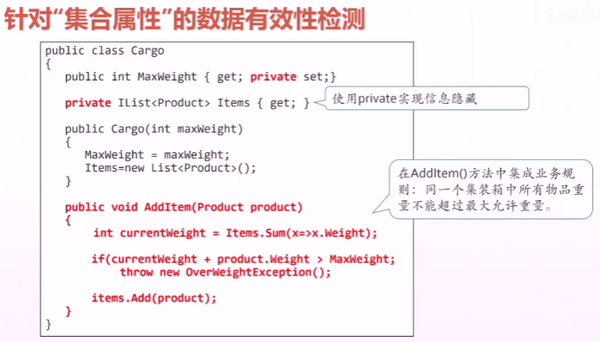 针对“集合属性”的数据有效性检测
public class Cargo
{
public int MaxWeight { get; private set;}
private IList<Product> Items { get; }
使用private实现信息隐藏
public Cargo(int maxWeight)
{
MaxWeight = maxWeight;
Items=new List<Product>();
}
在AddItem()方法中集成业务规
则：同一个集装箱中所有物品重
量不能超过最大允许重量。
public void AddItem(Product product)
{
int currentWeight = Items.Sum(x=>x.Weight);
if(currentWeight + product.Weight > MaxWeight;
throw new OverWeightException();
items.Add(product);
}
}